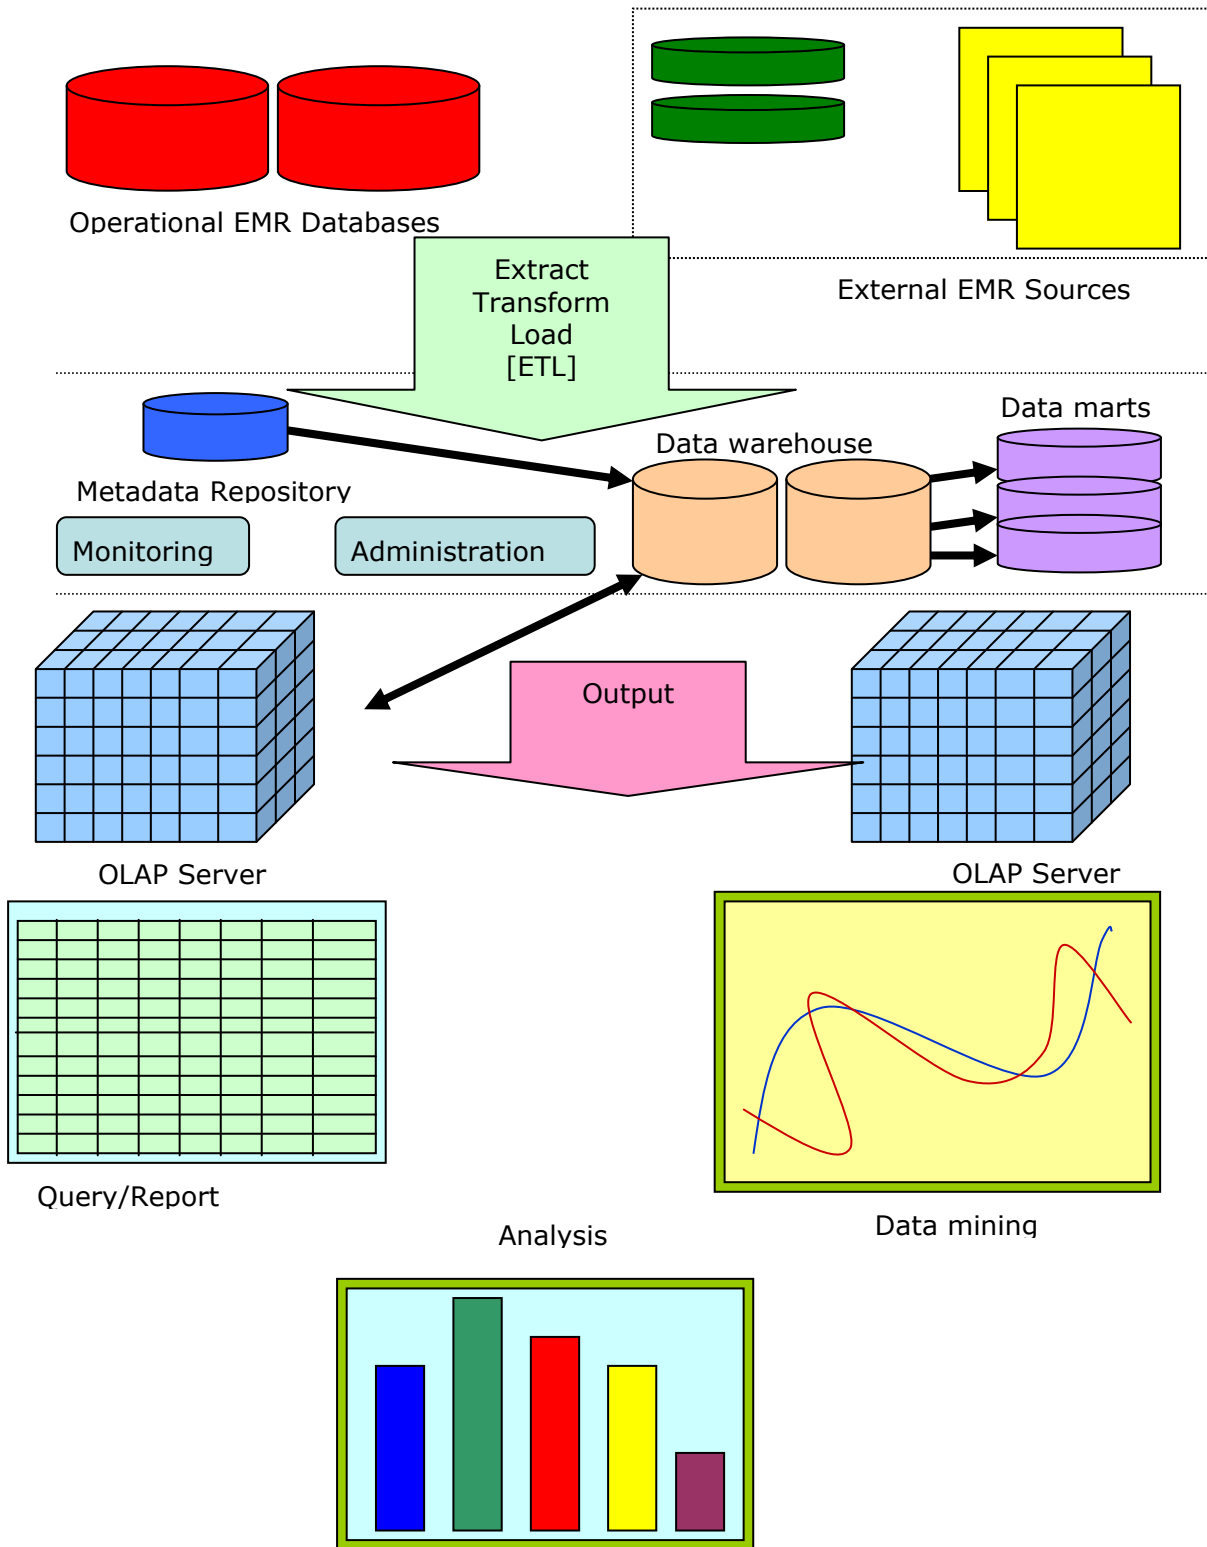 Operational EMR Databases
Extract
Transform
Load
[ETL]
External EMR Sources
Data marts
Data warehouse
Metadata Repository
Monitoring
Administration
Output
OLAP Server
OLAP Server
Query/Report
Data mining
Analysis